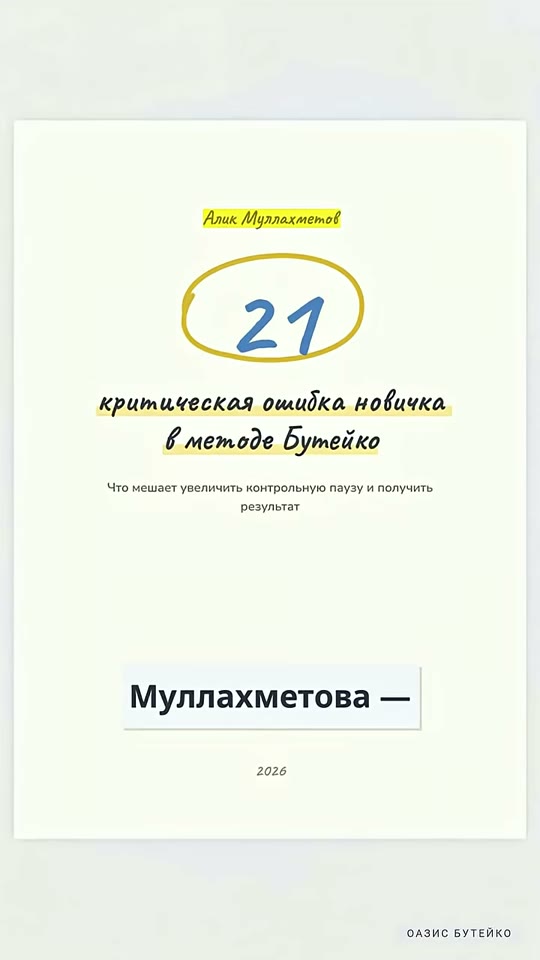 Алик Муллахметов
21
критическая ошибка новичка
в методе Бутейко
Что мешает увеличить контрольную паузу и получить
результат
Муллахметова —
2026
ОАЗИС БУТЕЙКО